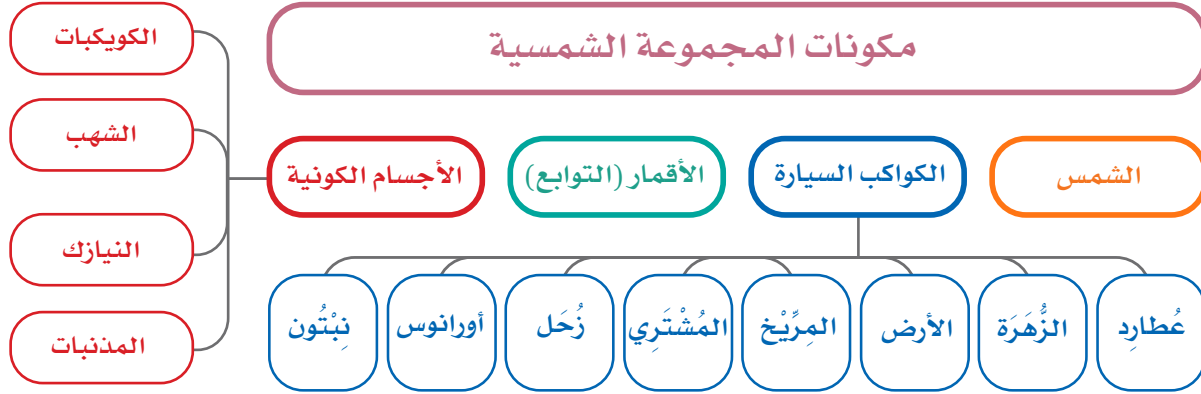 مكونات المجموعة الشمسية
الشمس
الكواكب السيارة
الأقمار (التوابع)
الأجسام الكونية
عُطارِد
الزُّهَرَة
الأرض
المِرِّيْخ
المُشْتَرِي
زُحَل
أورانوس
نِبْتُون
الكويكبات
الشهب
النيازك
المذنبات